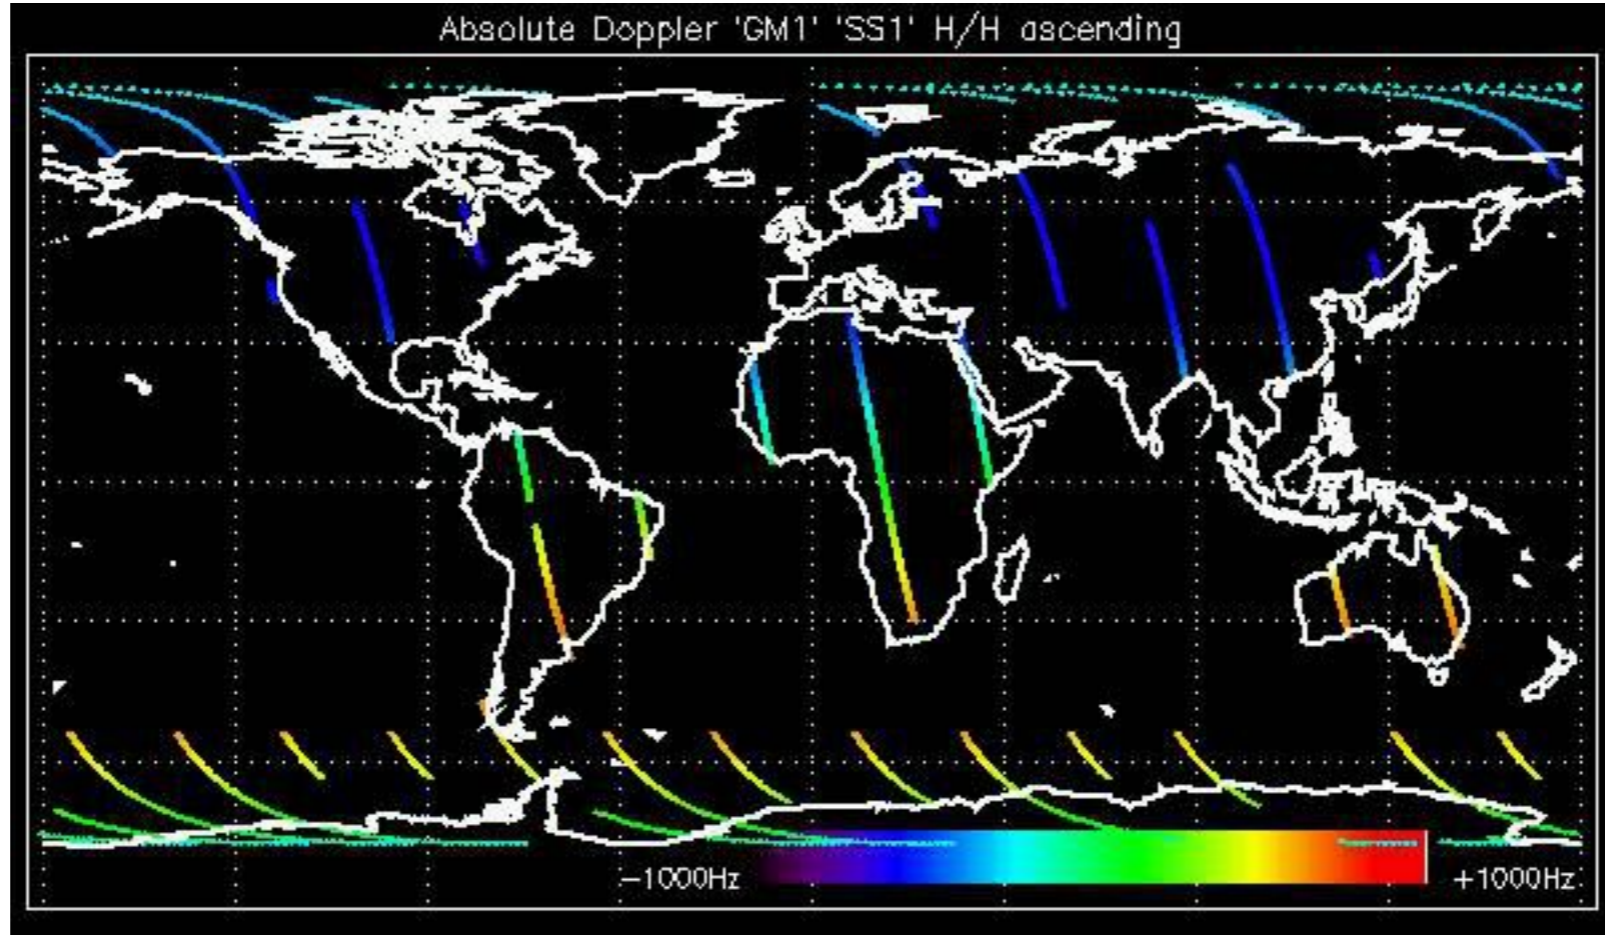 Absolute Doppler 'GM1' 'SS1' H/H ascending
−1000Hz
+1000Hz